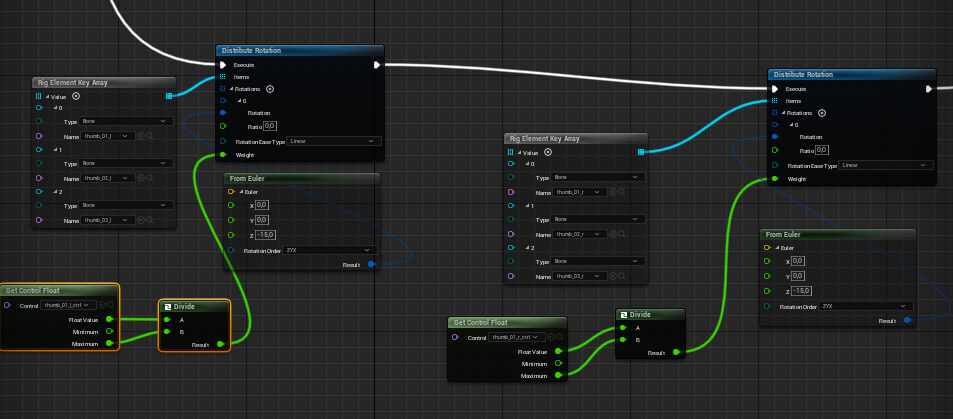 Distribute Rotation
Execute
Items
Rotations
0
Rotation
Ratio 0,0
Rotation Ease Type Linear
Weight
Rig Element Key Array
Value
0
Type Bone
Name thumb_01_l
1
Type Bone
Name thumb_02_l
2
Type Bone
Name thumb_03_l
From Euler
Euler
X 0,0
Y 0,0
Z -15,0
Rotation Order ZYX
Result
Get Control Float
Control thumb_01_l_ctrl
Float Value
Minimum
Maximum
Divide
A
B
Result
Distribute Rotation
Execute
Items
Rotations
0
Rotation
Ratio 0,0
Rotation Ease Type Linear
Weight
Rig Element Key Array
Value
0
Type Bone
Name thumb_01_r
1
Type Bone
Name thumb_02_r
2
Type Bone
Name thumb_03_r
From Euler
Euler
X 0,0
Y 0,0
Z -15,0
Rotation Order ZYX
Result
Get Control Float
Control thumb_01_r_ctrl
Float Value
Minimum
Maximum
Divide
A
B
Result